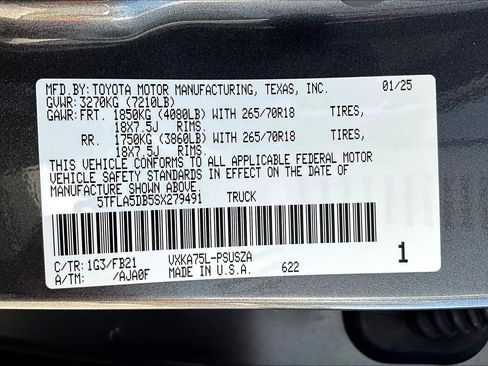 MFD.BY:TOYOTA MOTOR MANUFACTURING, TEXAS, INC. 01/25
GVWR:3270KG (7210LB)
GAWR:FRT. 1850KG (4080LB) WITH 265/70R18 TIRES,
18X7.5J RIMS.
RR. 1750KG (3860LB) WITH 265/70R18 TIRES,
18X7.5J RIMS.
THIS VEHICLE CONFORMS TO ALL APPLICABLE FEDERAL MOTOR
VEHICLE SAFETY STANDARDS IN EFFECT ON THE DATE OF
MANUFACTURE SHOWN ABOVE.
5TFLA5DB5SX279491 TRUCK
C/TR:1G3/FB21 VXKA75L-PSUSZA
A/TM: /AJA0F MADE IN U.S.A. 622 1